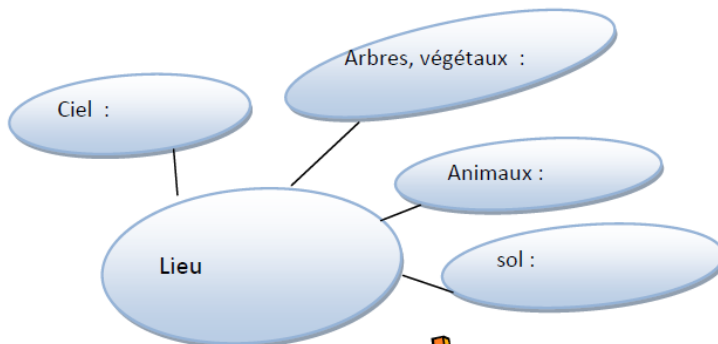 Arbres, végétaux :
Ciel :
Animaux :
Lieu
sol :